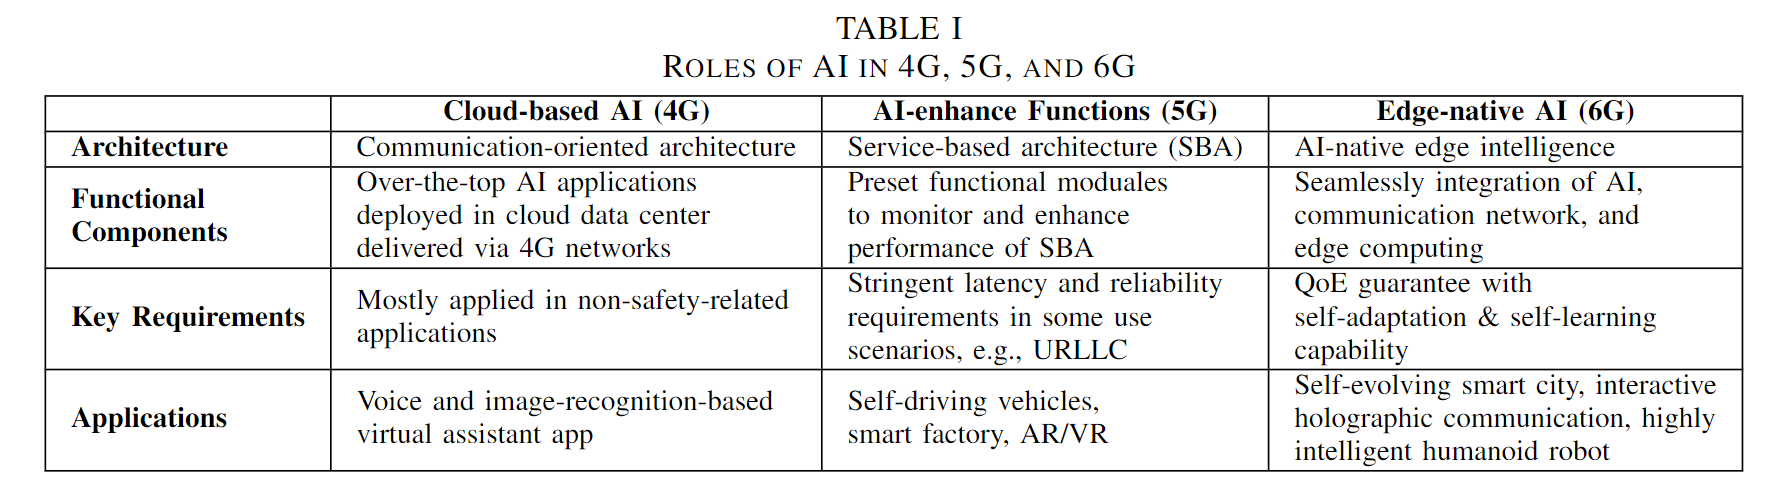 TABLE I
ROLES OF AI IN 4G, 5G, AND 6G
Cloud-based AI (4G) AI-enhance Functions (5G) Edge-native AI (6G)
Architecture Communication-oriented architecture Service-based architecture (SBA) AI-native edge intelligence
Functional Components
Over-the-top AI applications
deployed in cloud data center
delivered via 4G networks
Preset functional moduales
to monitor and enhance
performance of SBA
Seamlessly integration of AI,
communication network, and
edge computing
Key Requirements
Mostly applied in non-safety-related
applications
Stringent latency and reliability
requirements in some use
scenarios, e.g., URLLC
QoE guarantee with
self-adaptation & self-learning
capability
Applications
Voice and image-recognition-based
virtual assistant app
Self-driving vehicles,
smart factory, AR/VR
Self-evolving smart city, interactive
holographic communication, highly
intelligent humanoid robot